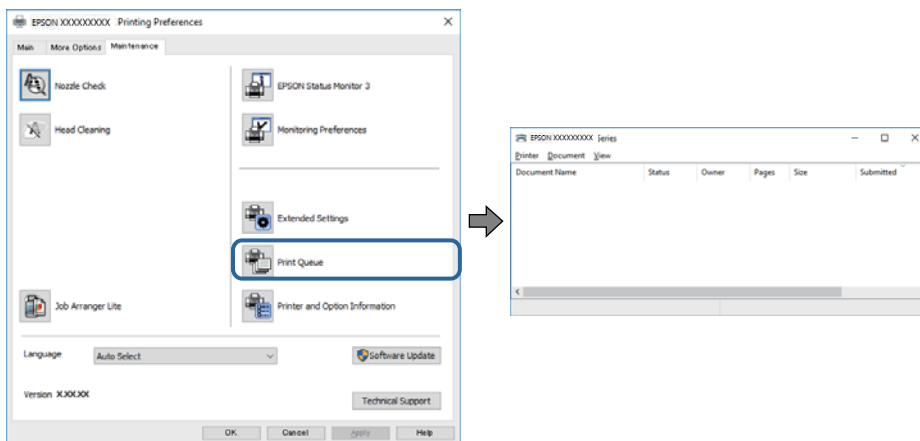 EPSON XXXXXXXXX Printing Preferences
Main More Options Maintenance
Nozzle Check
EPSON Status Monitor 3
Head Cleaning
Monitoring Preferences
Extended Settings
Print Queue
Job Arranger Lite
Printer and Option Information
Language Auto Select
Software Update
Version X.XX.XX
Technical Support
OK Cancel Apply Help
EPSON XXXXXXXXX Series
Printer Document View
Document Name Status Owner Pages Size Submitted